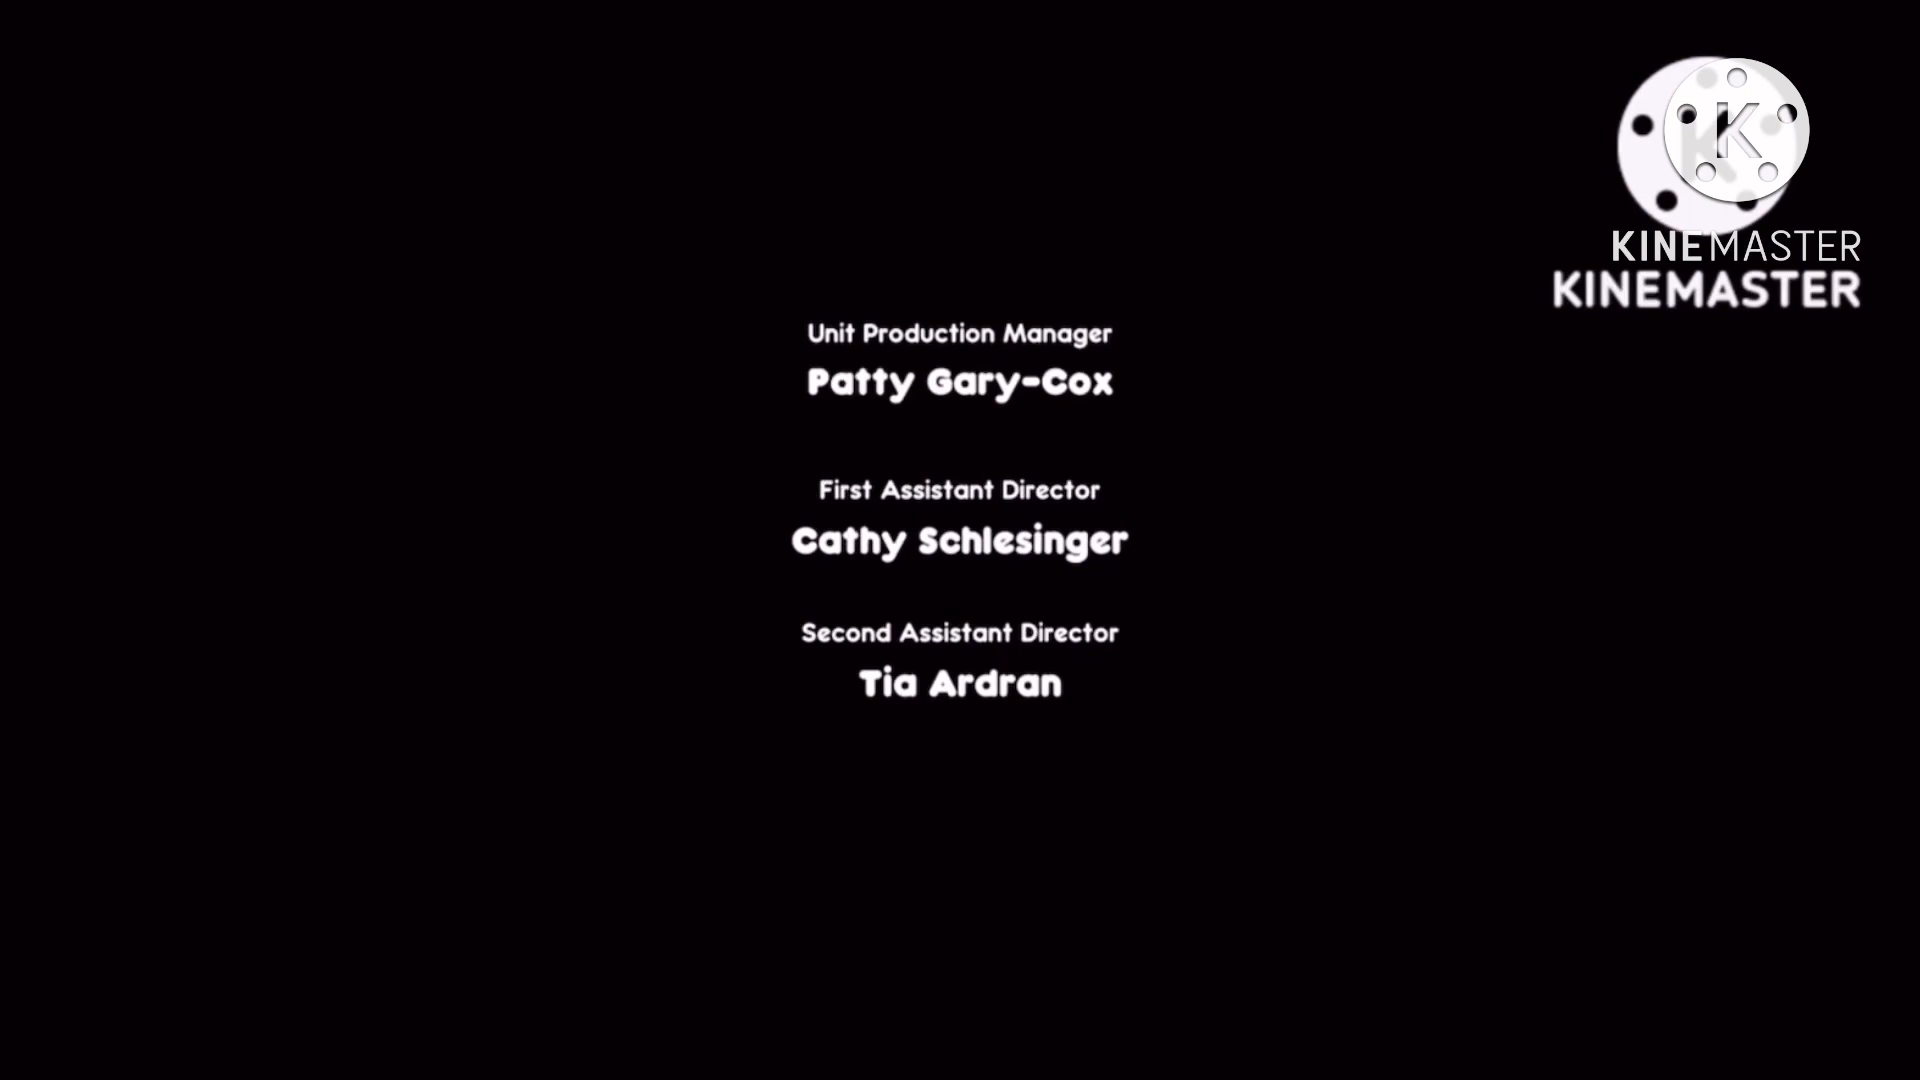 K
KINEMASTER
KINEMASTER
Unit Production Manager
Patty Gary-Cox
First Assistant Director
Cathy Schlesinger
Second Assistant Director
Tia Ardran